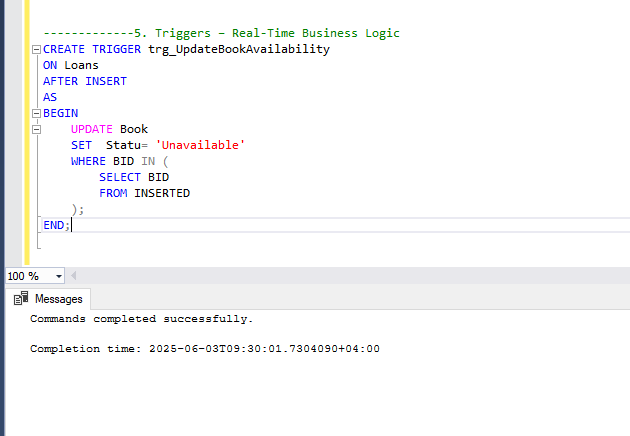 -------------5. Triggers – Real-Time Business Logic
CREATE TRIGGER trg_UpdateBookAvailability
ON Loans
AFTER INSERT
AS
BEGIN
    UPDATE Book
    SET  Statu= 'Unavailable'
    WHERE BID IN (
        SELECT BID
        FROM INSERTED
    );
END;
100 %
Messages
Commands completed successfully.
Completion time: 2025-06-03T09:30:01.7304090+04:00